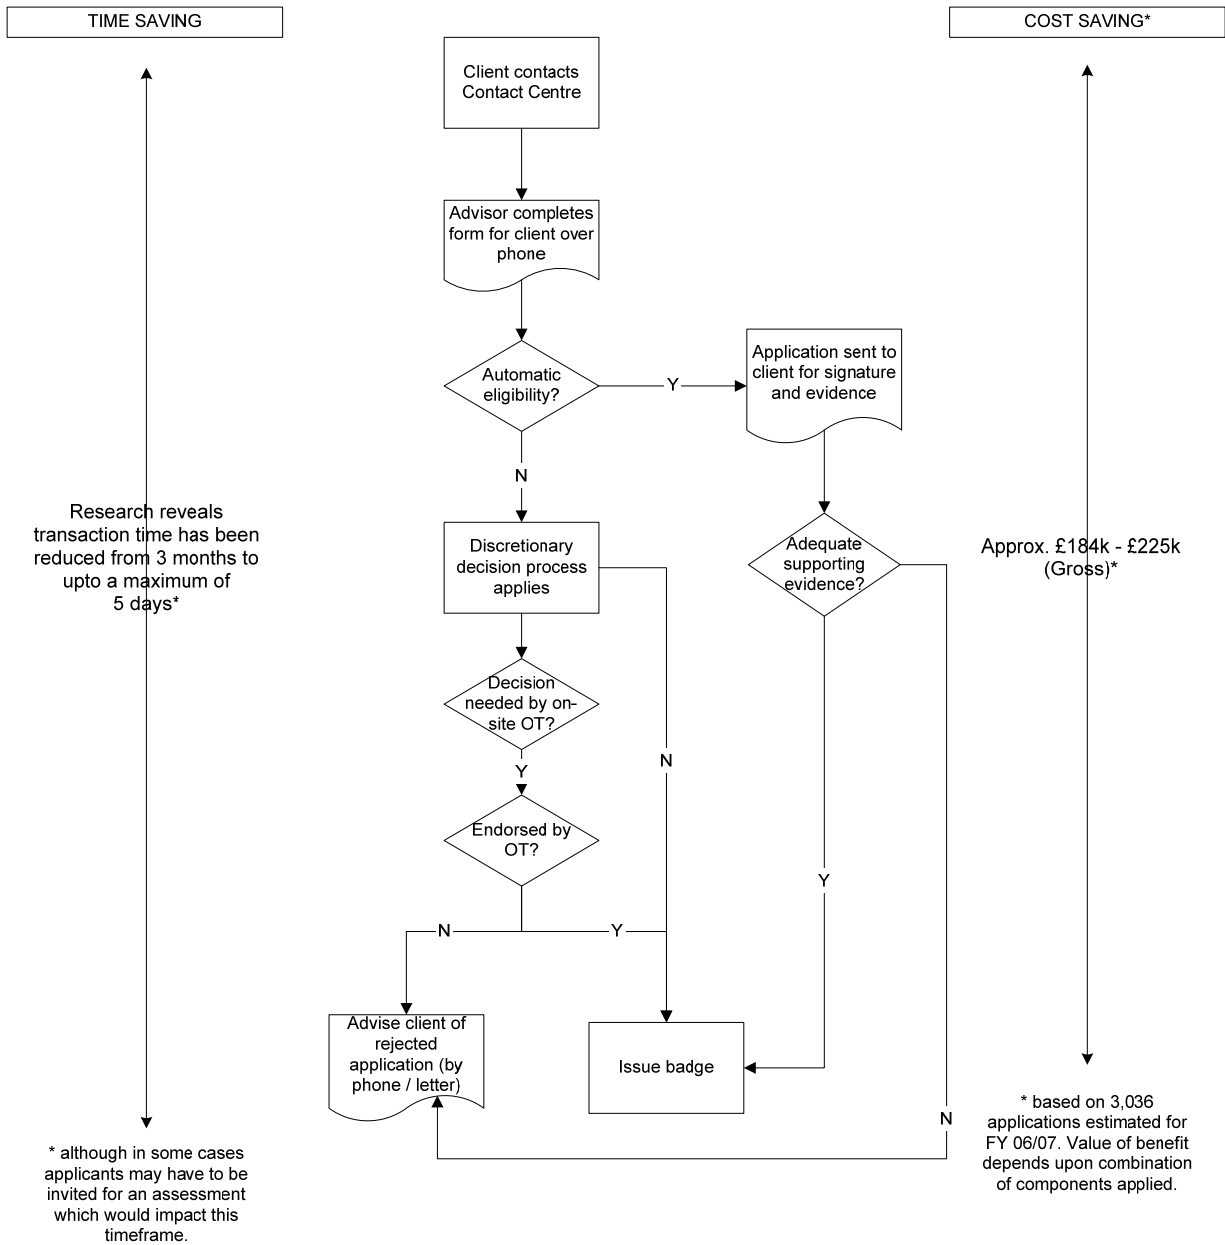 TIME SAVING
COST SAVING*
Client contacts
Contact Centre
Advisor completes
form for client over
phone
Automatic
eligibility?
Y
Application sent to
client for signature
and evidence
N
Research reveals
transaction time has been
reduced from 3 months to
upto a maximum of
5 days*
Discretionary
decision process
applies
Adequate
supporting
evidence?
Approx. £184k - £225k
(Gross)*
Decision
needed by on-
site OT?
Y
N
Endorsed by
OT?
Y
N
Y
Advise client of
rejected
application (by
phone / letter)
Issue badge
N
* although in some cases
applicants may have to be
invited for an assessment
which would impact this
timeframe.
* based on 3,036
applications estimated for
FY 06/07. Value of benefit
depends upon combination
of components applied.